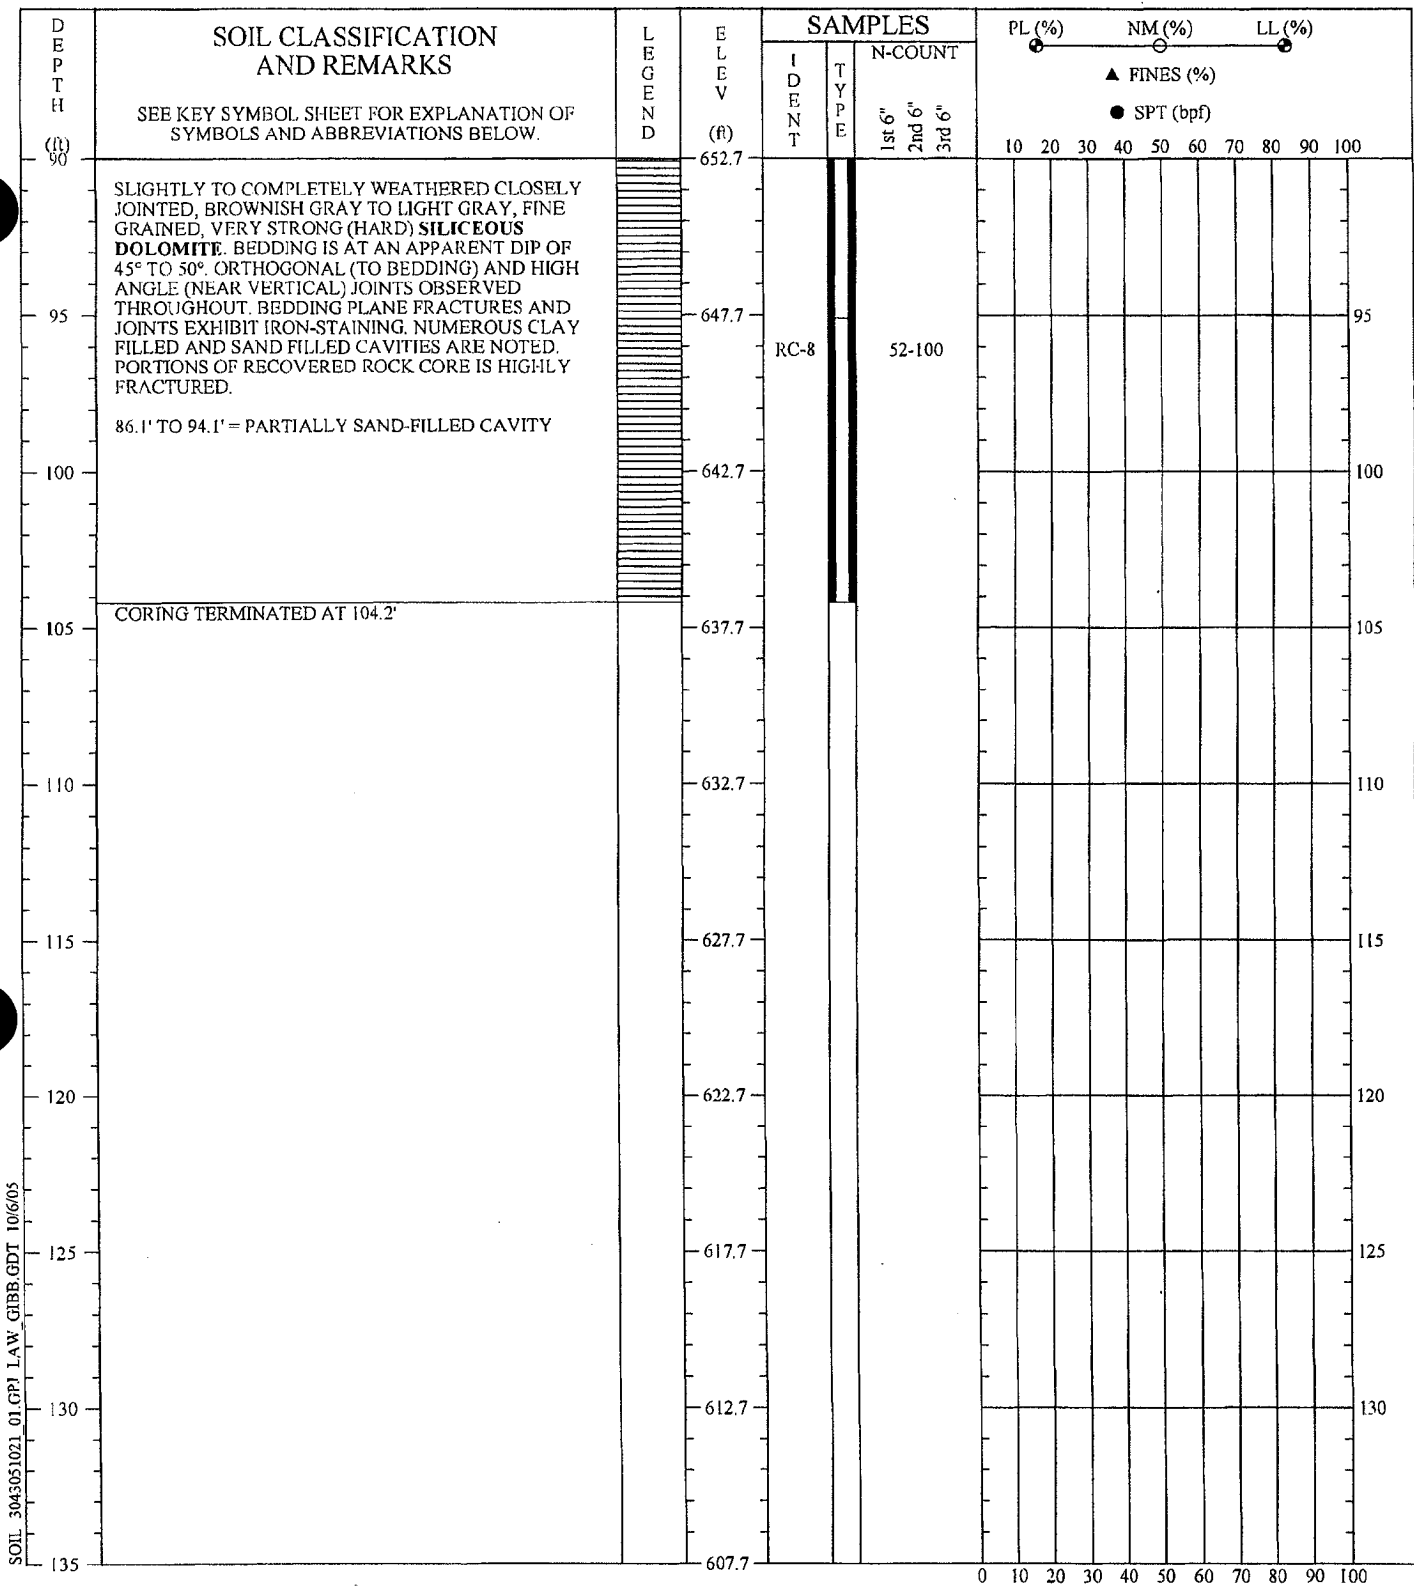 DEPTH
(ft)
SOIL CLASSIFICATION
AND REMARKS
SEE KEY SYMBOL SHEET FOR EXPLANATION OF
SYMBOLS AND ABBREVIATIONS BELOW.
LEGEND
ELEV
(ft)
SAMPLES
IDENT
TYPE
N-COUNT
1st 6"
2nd 6"
3rd 6"
PL (%) NM (%) LL (%)
▲ FINES (%)
● SPT (bpf)
10 20 30 40 50 60 70 80 90 100
90 652.7
SLIGHTLY TO COMPLETELY WEATHERED CLOSELY
JOINTED, BROWNISH GRAY TO LIGHT GRAY, FINE
GRAINED, VERY STRONG (HARD) SILICEOUS
DOLOMITE. BEDDING IS AT AN APPARENT DIP OF
45° TO 50°. ORTHOGONAL (TO BEDDING) AND HIGH
ANGLE (NEAR VERTICAL) JOINTS OBSERVED
THROUGHOUT. BEDDING PLANE FRACTURES AND
JOINTS EXHIBIT IRON-STAINING. NUMEROUS CLAY
FILLED AND SAND FILLED CAVITIES ARE NOTED.
PORTIONS OF RECOVERED ROCK CORE IS HIGHLY
FRACTURED.
86.1' TO 94.1' = PARTIALLY SAND-FILLED CAVITY
95 647.7 95
RC-8 52-100
100 642.7 100
CORING TERMINATED AT 104.2'
105 637.7 105
110 632.7 110
115 627.7 115
120 622.7 120
125 617.7 125
130 612.7 130
135 607.7
0 10 20 30 40 50 60 70 80 90 100
SOIL 3043051021_01.GPJ LAW_GIBB.GDT 10/6/05